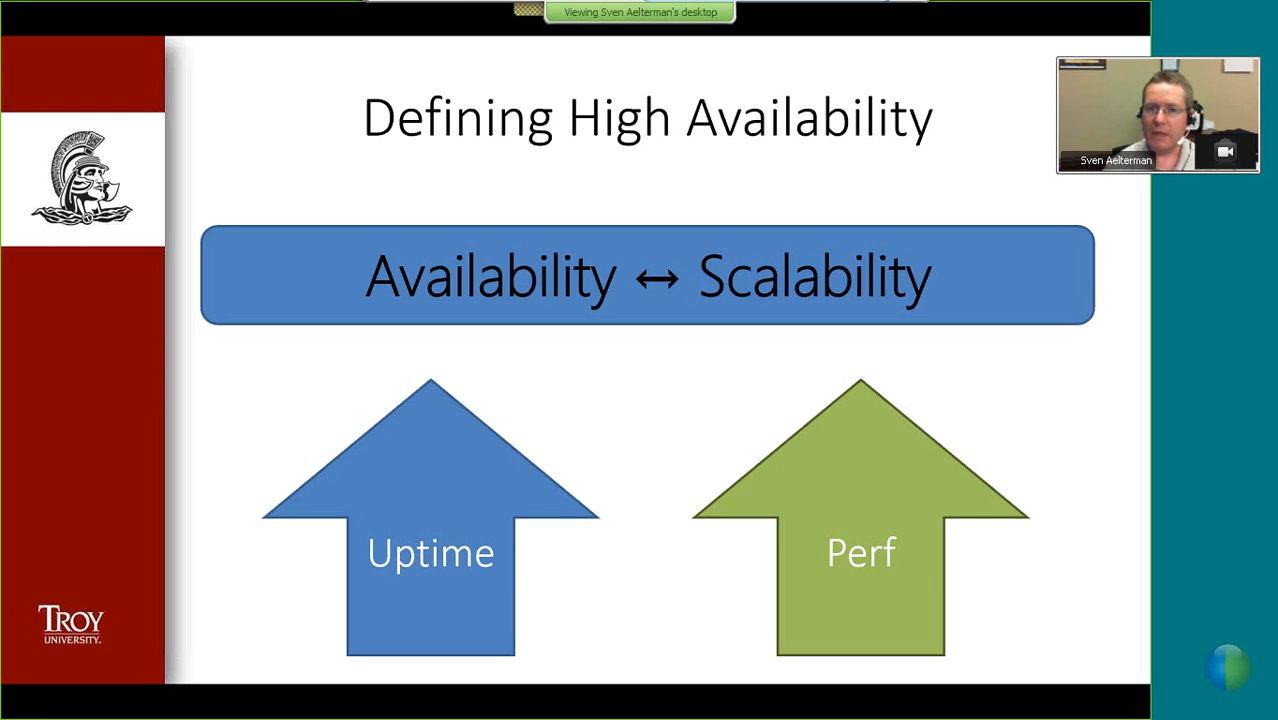 Viewing Sven Aelterman's desktop
Defining High Availability
Sven Aelterman
Availability ↔ Scalability
Uptime
Perf
TROY
UNIVERSITY